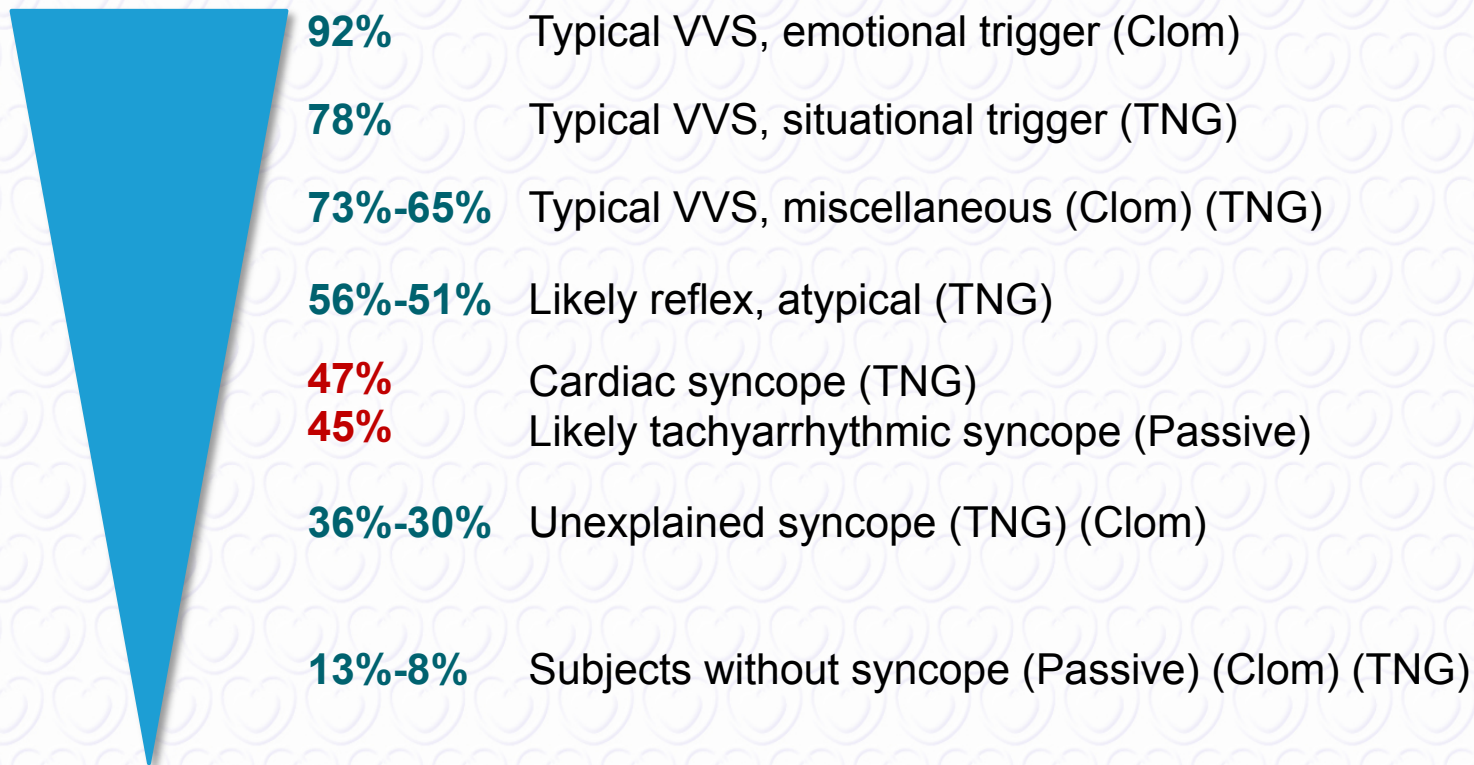 92% Typical VVS, emotional trigger (Clom)
78% Typical VVS, situational trigger (TNG)
73%-65% Typical VVS, miscellaneous (Clom) (TNG)
56%-51% Likely reflex, atypical (TNG)
47% Cardiac syncope (TNG)
45% Likely tachyarrhythmic syncope (Passive)
36%-30% Unexplained syncope (TNG) (Clom)
13%-8% Subjects without syncope (Passive) (Clom) (TNG)